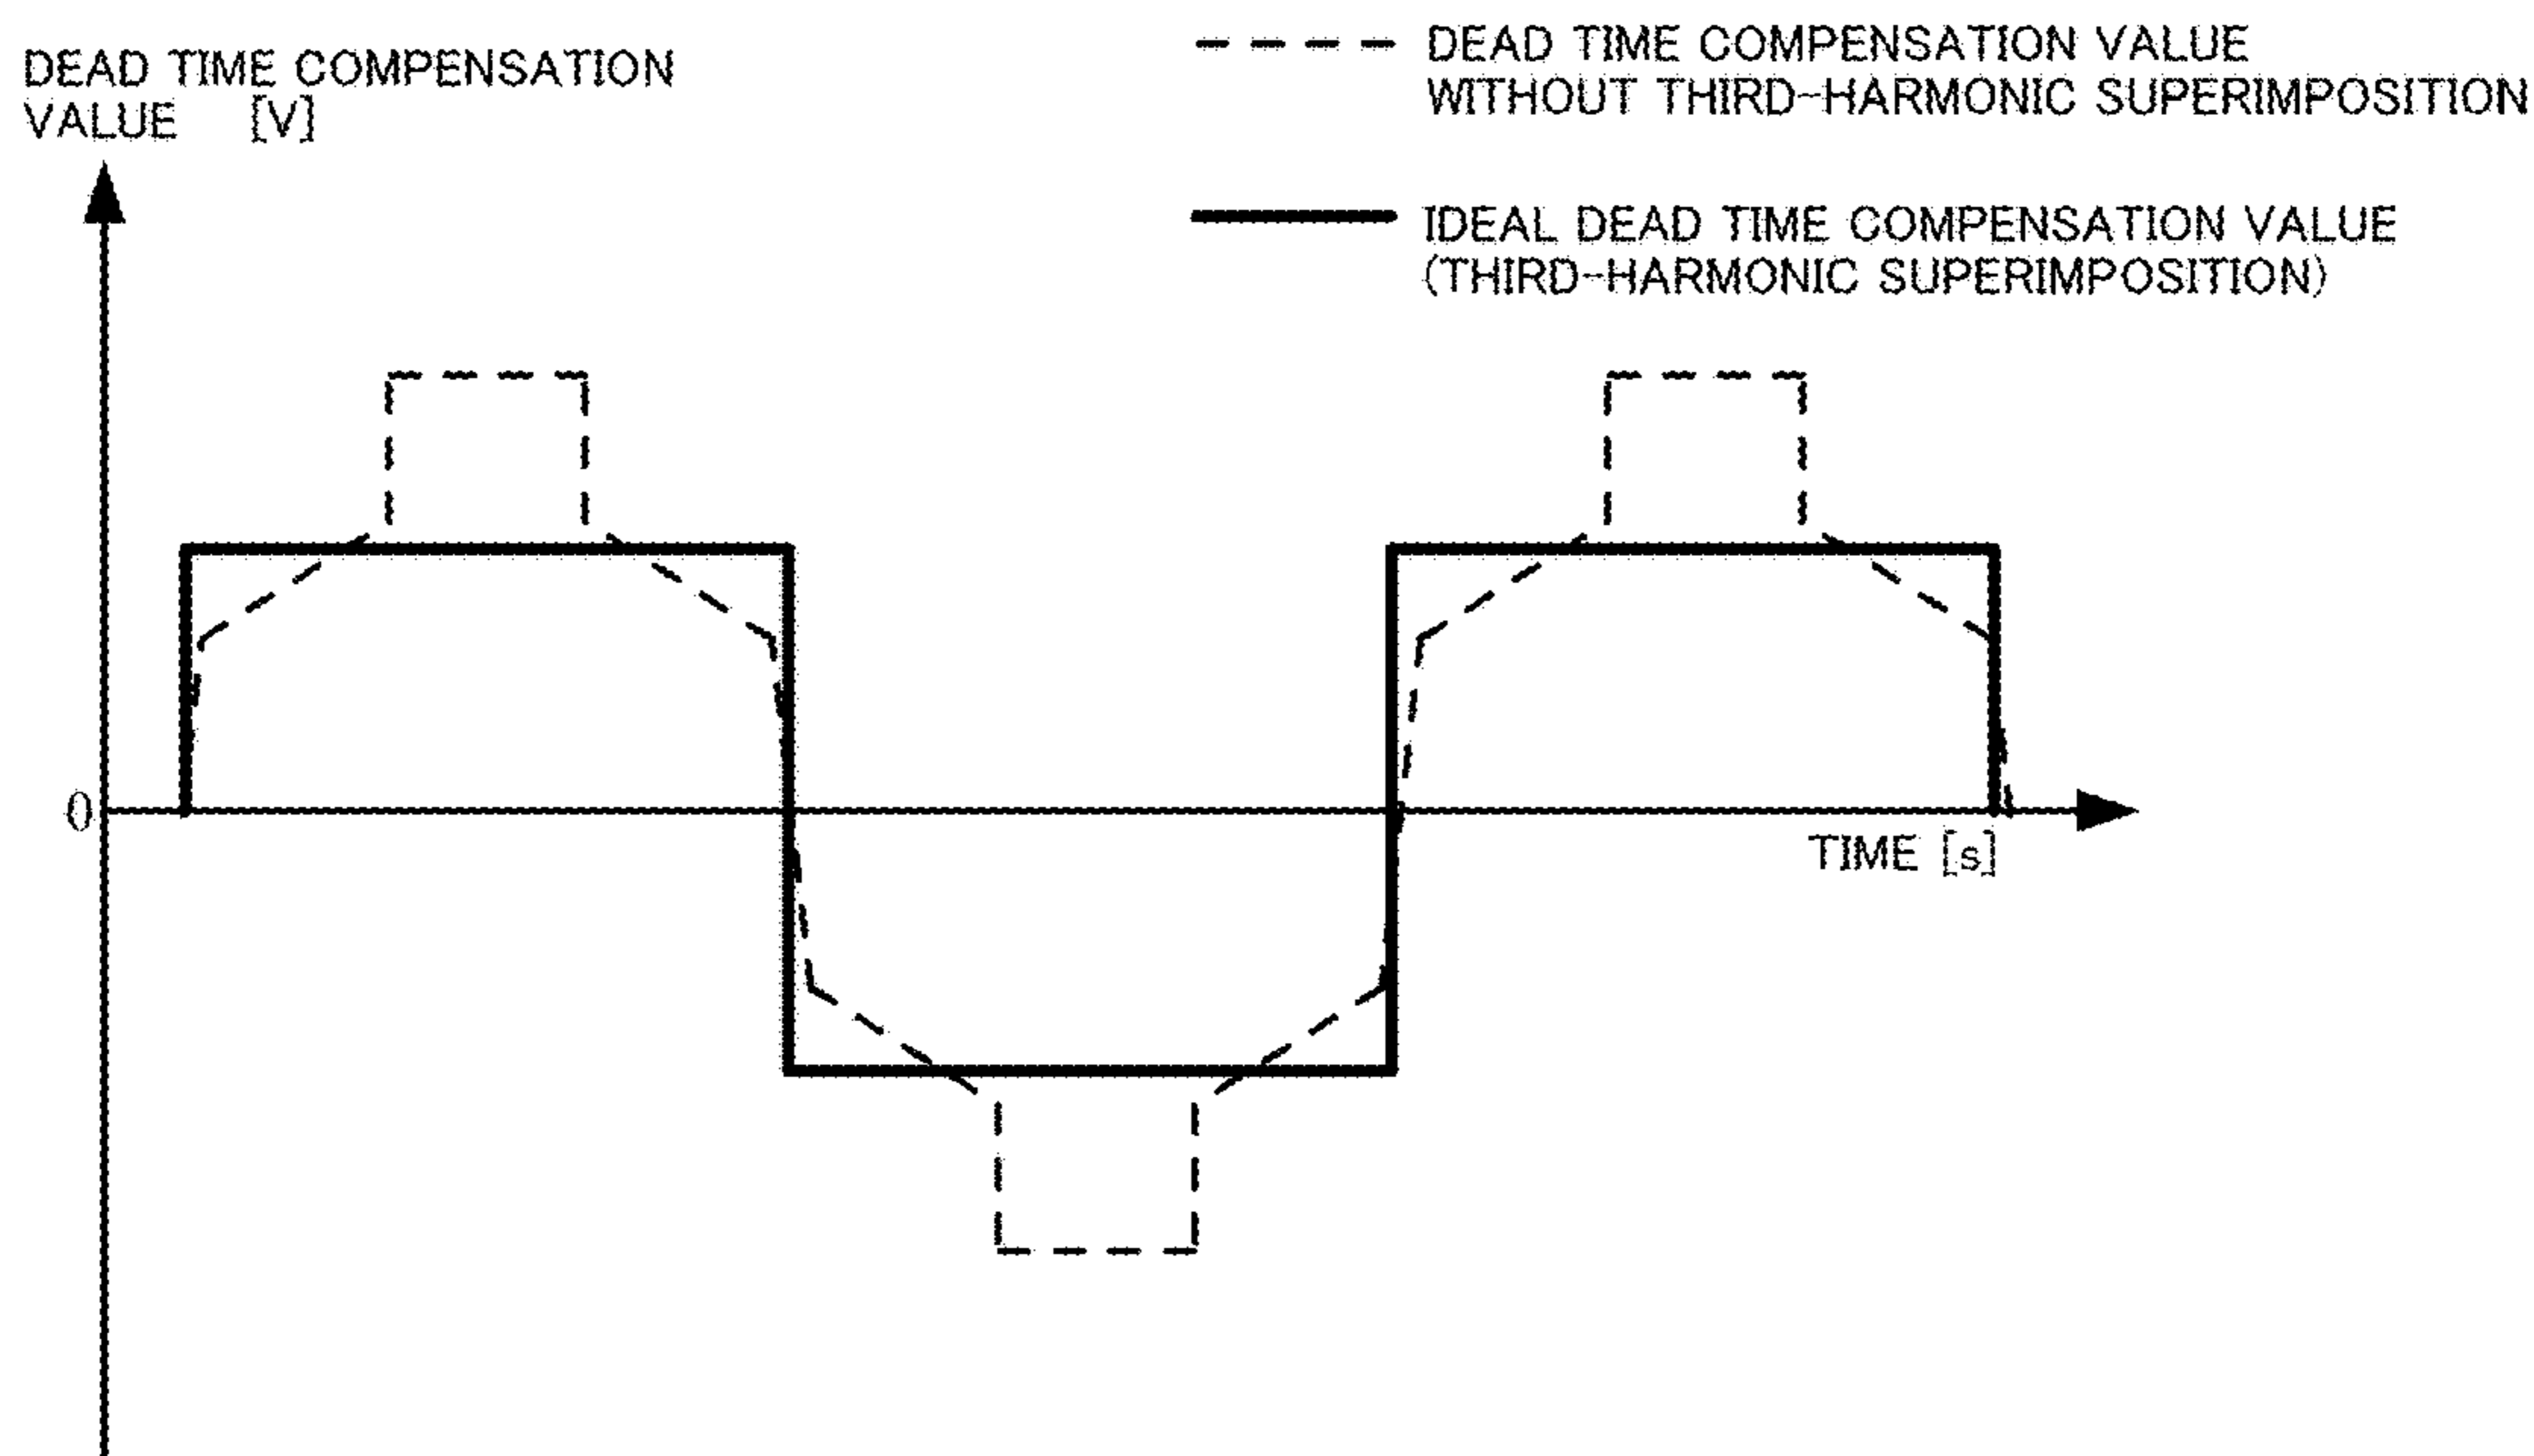 DEAD TIME COMPENSATION
VALUE [V]
DEAD TIME COMPENSATION VALUE
WITHOUT THIRD-HARMONIC SUPERIMPOSITION
IDEAL DEAD TIME COMPENSATION VALUE
(THIRD-HARMONIC SUPERIMPOSITION)
0
TIME [s]